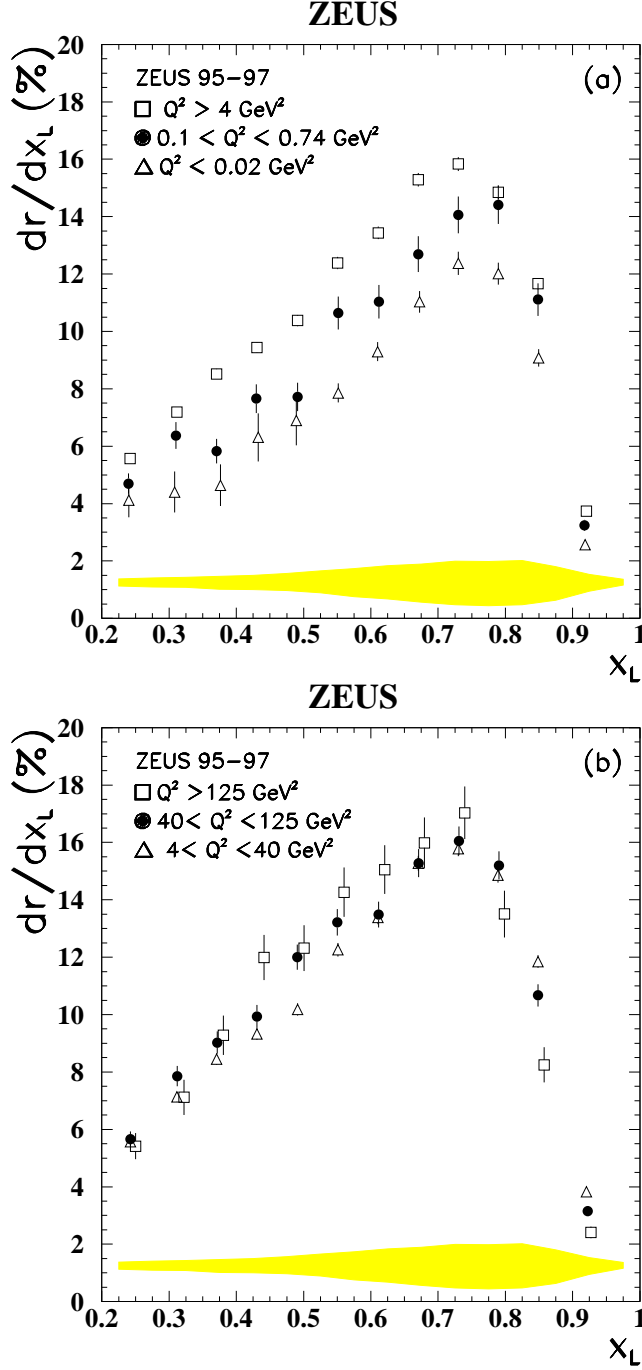 ZEUS
dr/dx_L (%)
20
18
16
14
12
10
8
6
4
2
0
ZEUS 95-97
(a)
Q² > 4 GeV²
0.1 < Q² < 0.74 GeV²
Q² < 0.02 GeV²
0.2 0.3 0.4 0.5 0.6 0.7 0.8 0.9 1
x_L
ZEUS
dr/dx_L (%)
20
18
16
14
12
10
8
6
4
2
0
ZEUS 95-97
(b)
Q² >125 GeV²
40< Q² <125 GeV²
4< Q² <40 GeV²
0.2 0.3 0.4 0.5 0.6 0.7 0.8 0.9 1
x_L